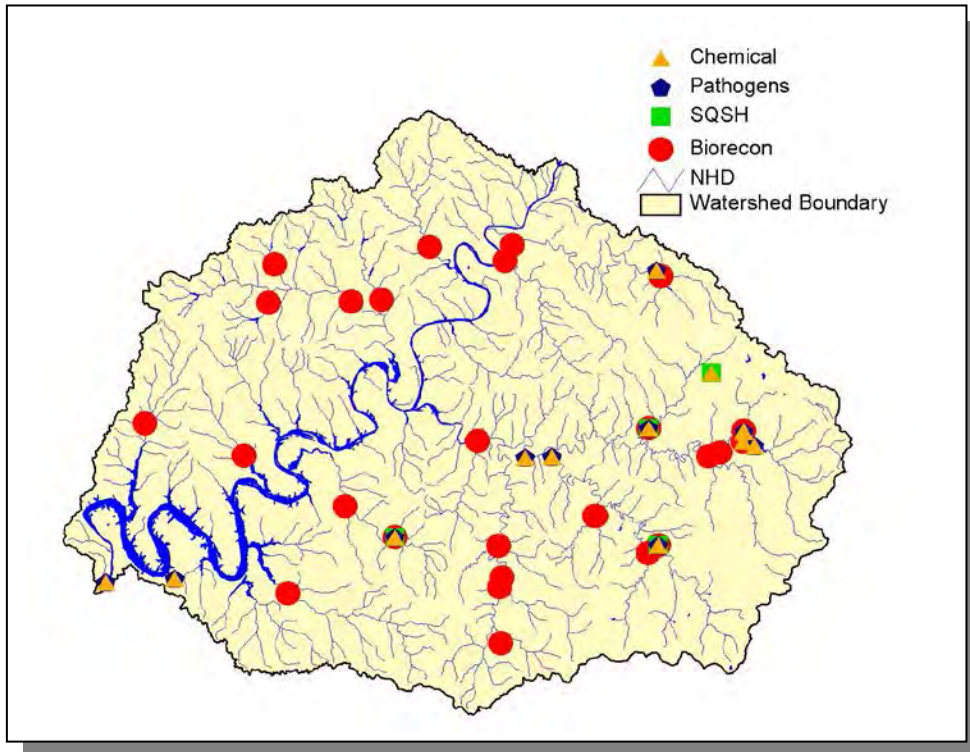 Chemical
Pathogens
SQSH
Biorecon
NHD
Watershed Boundary